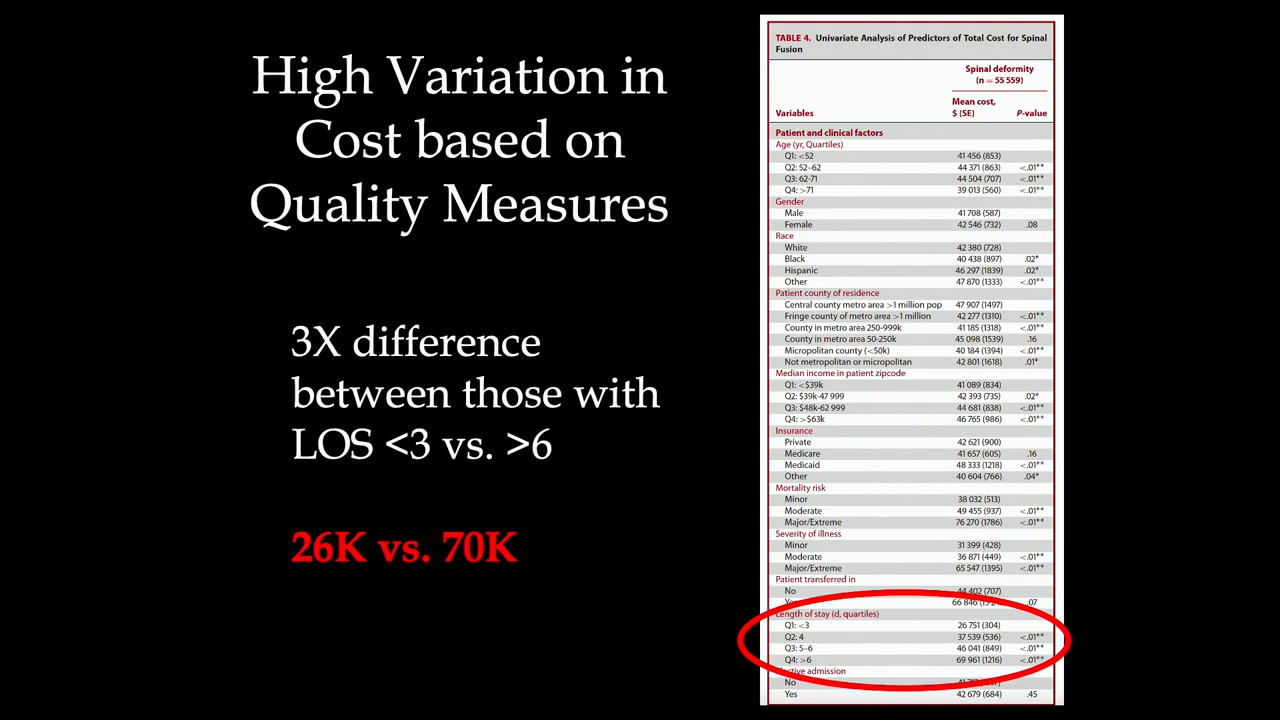 High Variation in
Cost based on
Quality Measures
3X difference
between those with
LOS <3 vs. >6
26K vs. 70K
TABLE 4. Univariate Analysis of Predictors of Total Cost for Spinal
Fusion
Spinal deformity
(n = 55 559)
Mean cost,
Variables $ (SE) P-value
Patient and clinical factors
Age (yr, Quartiles)
Q1: <52 41 456 (853)
Q2: 52–62 44 371 (863) <.01**
Q3: 62-71 44 504 (707) <.01**
Q4: >71 39 013 (560) <.01**
Gender
Male 41 708 (587)
Female 42 546 (732) .08
Race
White 42 380 (728)
Black 40 438 (897) .02*
Hispanic 46 297 (1839) .02*
Other 47 870 (1333) <.01**
Patient county of residence
Central county metro area >1 million pop 47 907 (1497)
Fringe county of metro area >1 million 42 277 (1310) <.01**
County in metro area 250-999k 41 185 (1318) <.01**
County in metro area 50-250k 45 098 (1539) .16
Micropolitan county (<50k) 40 184 (1394) <.01**
Not metropolitan or micropolitan 42 801 (1618) .01*
Median income in patient zipcode
Q1: <$39k 41 089 (834)
Q2: $39k-47 999 42 393 (735) .02*
Q3: $48k-62 999 44 681 (838) <.01**
Q4: >$63k 46 765 (986) <.01**
Insurance
Private 42 621 (900)
Medicare 41 657 (605) .16
Medicaid 48 333 (1218) <.01**
Other 40 604 (766) .04*
Mortality risk
Minor 38 032 (513)
Moderate 49 455 (937) <.01**
Major/Extreme 76 270 (1786) <.01**
Severity of illness
Minor 31 399 (428)
Moderate 36 871 (449) <.01**
Major/Extreme 65 547 (1395) <.01**
Patient transferred in
No 44 402 (707)
66 846 .07
Length of stay (d, quartiles)
Q1: <3 26 751 (304)
Q2: 4 37 539 (536) <.01**
Q3: 5–6 46 041 (849) <.01**
Q4: >6 69 961 (1216) <.01**
admission
No
Yes 42 679 (684) .45